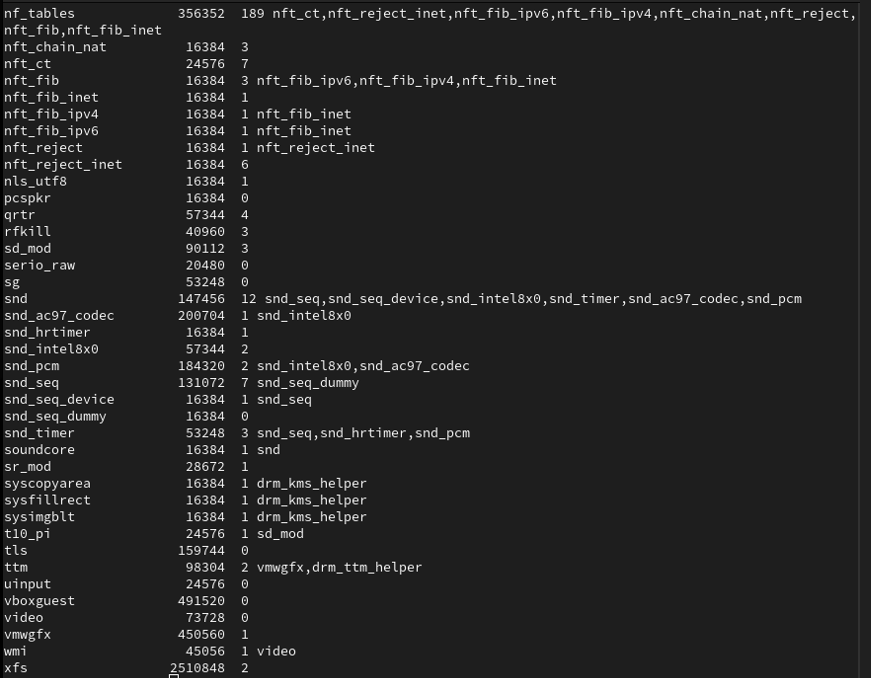 nf_tables 356352 189 nft_ct,nft_reject_inet,nft_fib_ipv6,nft_fib_ipv4,nft_chain_nat,nft_reject,
nft_fib,nft_fib_inet
nft_chain_nat 16384 3
nft_ct 24576 7
nft_fib 16384 3 nft_fib_ipv6,nft_fib_ipv4,nft_fib_inet
nft_fib_inet 16384 1
nft_fib_ipv4 16384 1 nft_fib_inet
nft_fib_ipv6 16384 1 nft_fib_inet
nft_reject 16384 1 nft_reject_inet
nft_reject_inet 16384 6
nls_utf8 16384 1
pcspkr 16384 0
qrtr 57344 4
rfkill 40960 3
sd_mod 90112 3
serio_raw 20480 0
sg 53248 0
snd 147456 12 snd_seq,snd_seq_device,snd_intel8x0,snd_timer,snd_ac97_codec,snd_pcm
snd_ac97_codec 200704 1 snd_intel8x0
snd_hrtimer 16384 1
snd_intel8x0 57344 2
snd_pcm 184320 2 snd_intel8x0,snd_ac97_codec
snd_seq 131072 7 snd_seq_dummy
snd_seq_device 16384 1 snd_seq
snd_seq_dummy 16384 0
snd_timer 53248 3 snd_seq,snd_hrtimer,snd_pcm
soundcore 16384 1 snd
sr_mod 28672 1
syscopyarea 16384 1 drm_kms_helper
sysfillrect 16384 1 drm_kms_helper
sysimgblt 16384 1 drm_kms_helper
t10_pi 24576 1 sd_mod
tls 159744 0
ttm 98304 2 vmwgfx,drm_ttm_helper
uinput 24576 0
vboxguest 491520 0
video 73728 0
vmwgfx 450560 1
wmi 45056 1 video
xfs 2510848 2